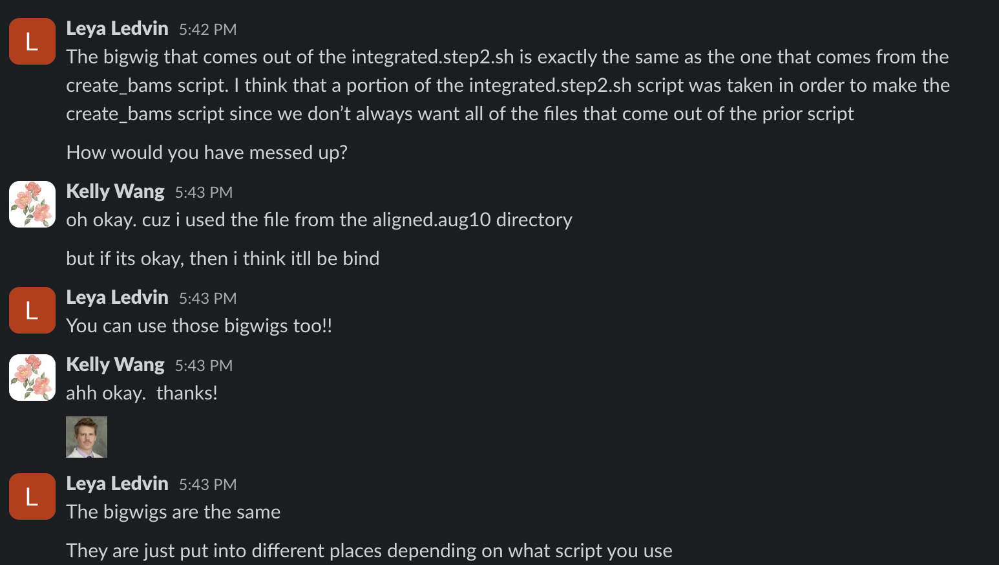 L
Leya Ledvin 5:42 PM
The bigwig that comes out of the integrated.step2.sh is exactly the same as the one that comes from the
create_bams script. I think that a portion of the integrated.step2.sh script was taken in order to make the
create_bams script since we don’t always want all of the files that come out of the prior script
How would you have messed up?
Kelly Wang 5:43 PM
oh okay. cuz i used the file from the aligned.aug10 directory
but if its okay, then i think itll be bind
L
Leya Ledvin 5:43 PM
You can use those bigwigs too!!
Kelly Wang 5:43 PM
ahh okay.  thanks!
L
Leya Ledvin 5:43 PM
The bigwigs are the same
They are just put into different places depending on what script you use